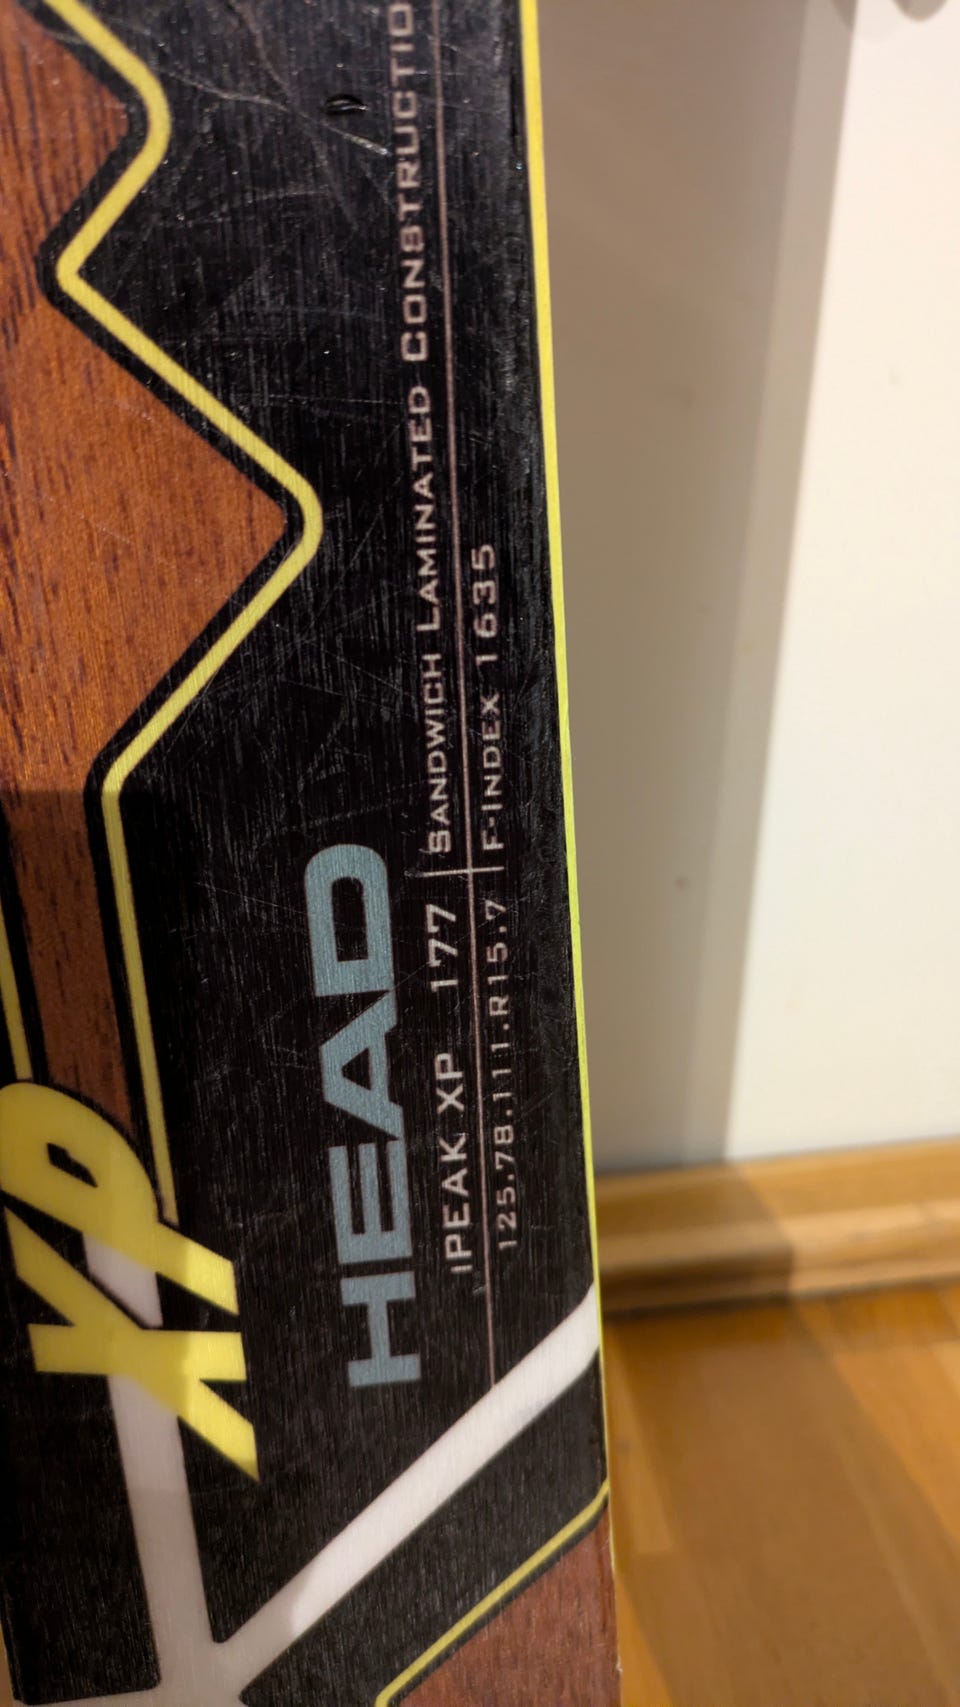 XP
HEAD
iPEAK XP 177 SANDWICH LAMINATED CONSTRUCTIO
125.78.111.R15.7 F-INDEX 1635